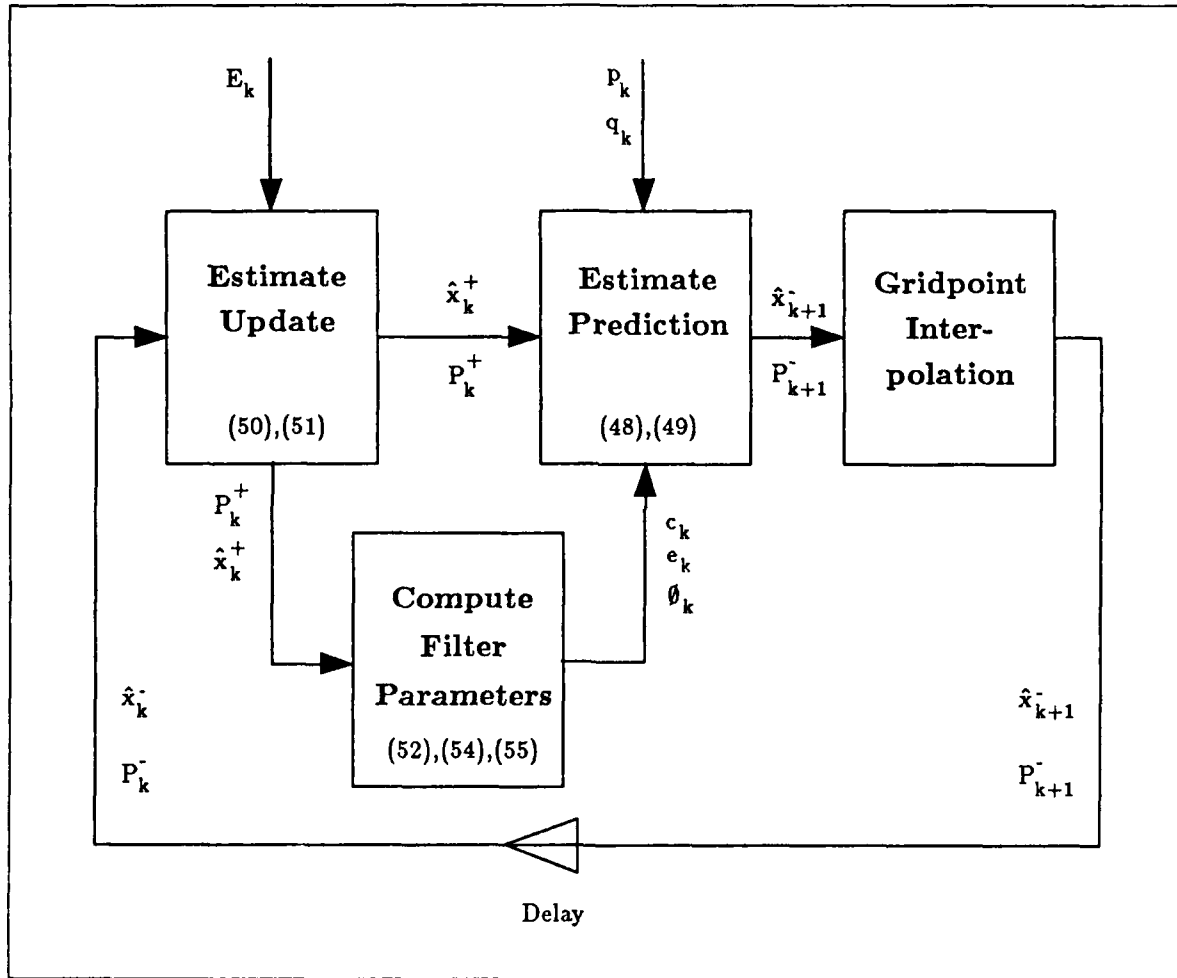 E_k
p_k
q_k
Estimate
Update
(50),(51)
x̂_k^+
P_k^+
Estimate
Prediction
(48),(49)
x̂_{k+1}^-
P_{k+1}^-
Gridpoint
Inter-
polation
P_k^+
x̂_k^+
Compute
Filter
Parameters
(52),(54),(55)
c_k
e_k
∅_k
x̂_k^-
P_k^-
x̂_{k+1}^-
P_{k+1}^-
Delay